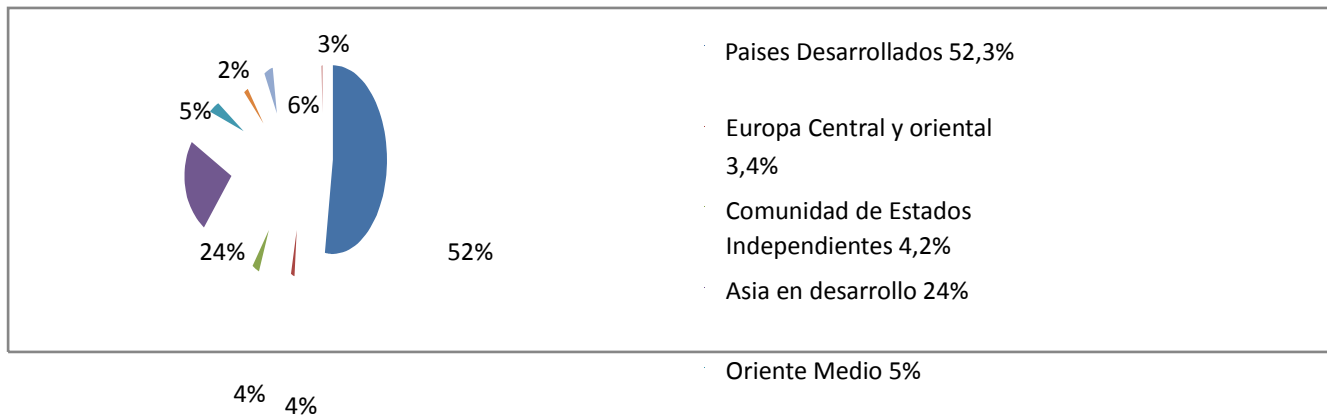 3%
2%
6%
5%
24%
52%
4%
4%
Paises Desarrollados 52,3%
Europa Central y oriental
3,4%
Comunidad de Estados
Independientes 4,2%
Asia en desarrollo 24%
Oriente Medio 5%